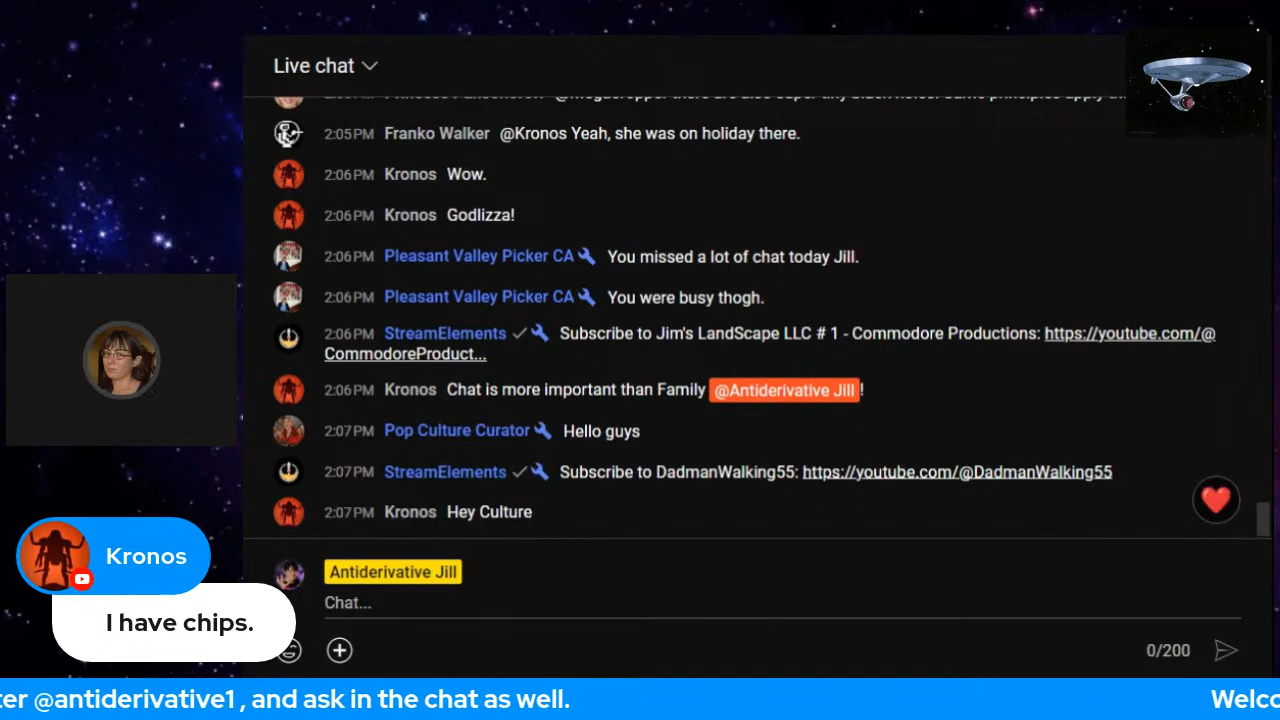 Live chat
2:05PM Franko Walker @Kronos Yeah, she was on holiday there.
2:06PM Kronos Wow.
2:06PM Kronos Godlizza!
2:06PM Pleasant Valley Picker CA You missed a lot of chat today Jill.
2:06PM Pleasant Valley Picker CA You were busy thogh.
2:06PM StreamElements Subscribe to Jim's LandScape LLC # 1 - Commodore Productions: https://youtube.com/@
CommodoreProduct...
2:06PM Kronos Chat is more important than Family @Antiderivative Jill !
2:07PM Pop Culture Curator Hello guys
2:07PM StreamElements Subscribe to DadmanWalking55: https://youtube.com/@DadmanWalking55
2:07PM Kronos Hey Culture
Kronos
I have chips.
Antiderivative Jill
Chat...
0/200
ter @antiderivative1 , and ask in the chat as well. Welco